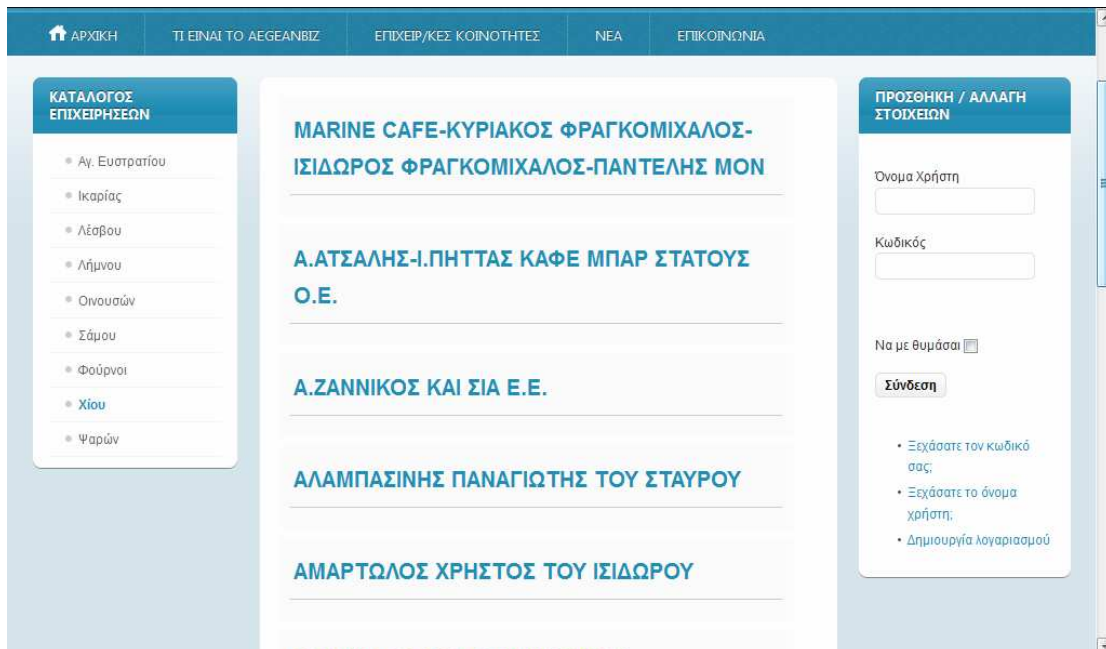 ΑΡΧΙΚΗ ΤΙ ΕΙΝΑΙ ΤΟ AEGEANBIZ ΕΠΙΧΕΙΡ/ΚΕΣ ΚΟΙΝΟΤΗΤΕΣ ΝΕΑ ΕΠΙΚΟΙΝΩΝΙΑ
ΚΑΤΑΛΟΓΟΣ
ΕΠΙΧΕΙΡΗΣΕΩΝ
Αγ. Ευστρατίου
Ικαρίας
Λέσβου
Λήμνου
Οινουσών
Σάμου
Φούρνοι
Χίου
Ψαρών
MARINE CAFE-ΚΥΡΙΑΚΟΣ ΦΡΑΓΚΟΜΙΧΑΛΟΣ-
ΙΣΙΔΩΡΟΣ ΦΡΑΓΚΟΜΙΧΑΛΟΣ-ΠΑΝΤΕΛΗΣ ΜΟΝ
Α.ΑΤΣΑΛΗΣ-Ι.ΠΗΤΤΑΣ ΚΑΦΕ ΜΠΑΡ ΣΤΑΤΟΥΣ
Ο.Ε.
Α.ΖΑΝΝΙΚΟΣ ΚΑΙ ΣΙΑ Ε.Ε.
ΑΛΑΜΠΑΣΙΝΗΣ ΠΑΝΑΓΙΩΤΗΣ ΤΟΥ ΣΤΑΥΡΟΥ
ΑΜΑΡΤΩΛΟΣ ΧΡΗΣΤΟΣ ΤΟΥ ΙΣΙΔΩΡΟΥ
ΠΡΟΣΘΗΚΗ / ΑΛΛΑΓΗ
ΣΤΟΙΧΕΙΩΝ
Όνομα Χρήστη
Κωδικός
Να με θυμάσαι
Σύνδεση
• Ξεχάσατε τον κωδικό
σας;
• Ξεχάσατε το όνομα
χρήστη;
• Δημιουργία λογαριασμού